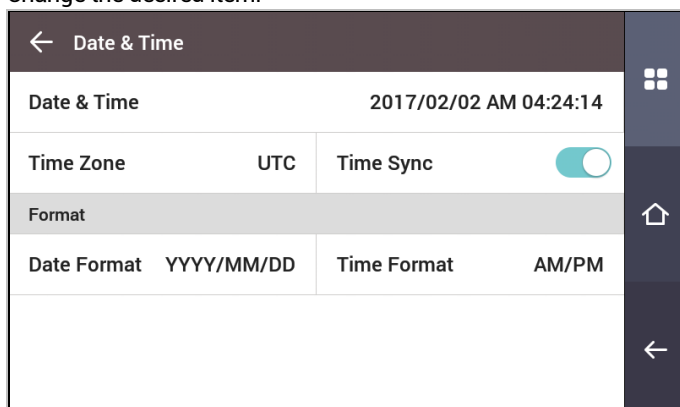 Change the desired item.
Date & Time
Date & Time 2017/02/02 AM 04:24:14
Time Zone UTC Time Sync
Format
Date Format YYYY/MM/DD Time Format AM/PM